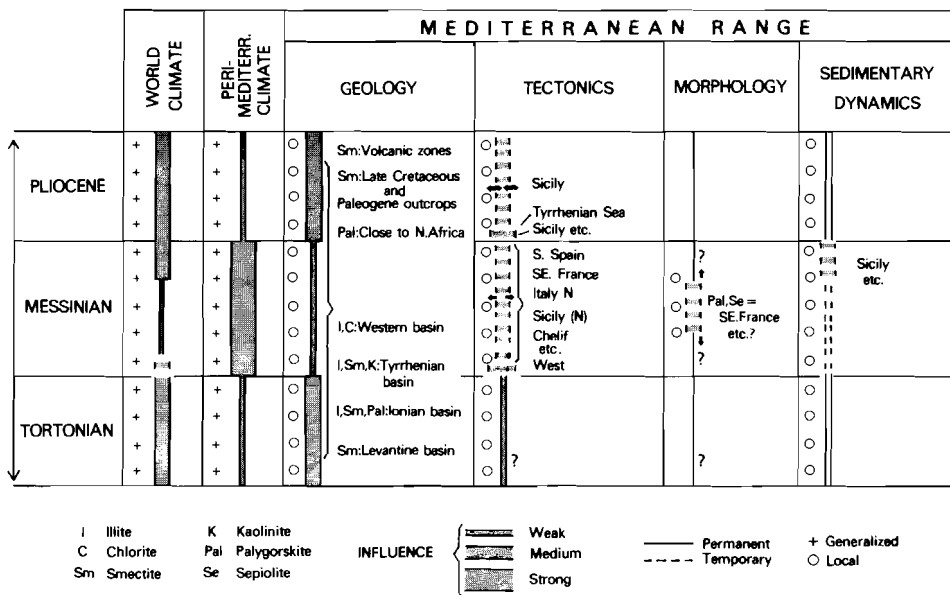 MEDITERRANEAN RANGE
WORLD
CLIMATE
PERI-
MEDITERR.
CLIMATE
GEOLOGY
TECTONICS
MORPHOLOGY
SEDIMENTARY
DYNAMICS
PLIOCENE
+ + + +
+ + + +
Sm:Volcanic zones
Sm:Late Cretaceous
and
Paleogene outcrops
Pal:Close to N.Africa
Sicily
Tyrrhenian Sea
Sicily etc.
MESSINIAN
+ + + + +
+ + + + +
I,C:Western basin
I,Sm,K:Tyrrhenian
basin
S. Spain
SE. France
Italy N
Sicily (N)
Chelif
etc.
West
?
Pal,Se =
SE.France
etc.?
?
Sicily
etc.
TORTONIAN
+ + + +
+ + + +
I,Sm,Pal:Ionian basin
Sm:Levantine basin
?
?
I Illite
C Chlorite
Sm Smectite
K Kaolinite
Pal Palygorskite
Se Sepiolite
INFLUENCE
Weak
Medium
Strong
Permanent
Temporary
+ Generalized
○ Local